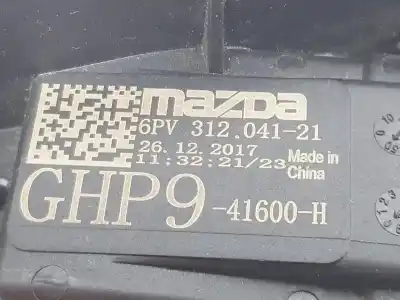 mazda
6PV 312.041-21
26.12.2017
11:32:21/23
Made in
China
GHP9 -41600-H